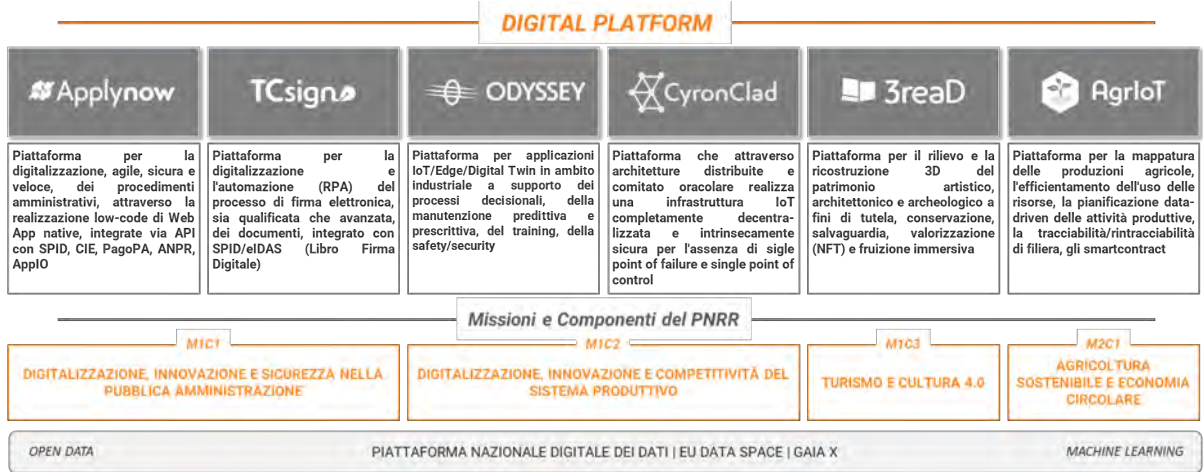 DIGITAL PLATFORM
Applynow
TCsign
ODYSSEY
CyronClad
3reaD
AgrIoT
Piattaforma per la
digitalizzazione, agile, sicura e
veloce, dei procedimenti
amministrativi, attraverso la
realizzazione low-code di Web
App native, integrate via API
con SPID, CIE, PagoPA, ANPR,
AppIO
Piattaforma per la
digitalizzazione e
l'automazione (RPA) del
processo di firma elettronica,
sia qualificata che avanzata,
dei documenti, integrato con
SPID/eIDAS (Libro Firma
Digitale)
Piattaforma per applicazioni
IoT/Edge/Digital Twin in ambito
industriale a supporto dei
processi decisionali, della
manutenzione predittiva e
prescrittiva, del training, della
safety/security
Piattaforma che attraverso
architetture distribuite e
comitato oracolare realizza
una infrastruttura IoT
completamente decentra-
lizzata e intrinsecamente
sicura per l'assenza di sigle
point of failure e single point of
control
Piattaforma per il rilievo e la
ricostruzione 3D del
patrimonio artistico,
architettonico e archeologico a
fini di tutela, conservazione,
salvaguardia, valorizzazione
(NFT) e fruizione immersiva
Piattaforma per la mappatura
delle produzioni agricole,
l'efficientamento dell'uso delle
risorse, la pianificazione data-
driven delle attività produttive,
la tracciabilità/rintracciabilità
di filiera, gli smartcontract
Missioni e Componenti del PNRR
M1C1
DIGITALIZZAZIONE, INNOVAZIONE E SICUREZZA NELLA
PUBBLICA AMMINISTRAZIONE
M1C2
DIGITALIZZAZIONE, INNOVAZIONE E COMPETITIVITÀ DEL
SISTEMA PRODUTTIVO
M1C3
TURISMO E CULTURA 4.0
M2C1
AGRICOLTURA
SOSTENIBILE E ECONOMIA
CIRCOLARE
OPEN DATA
PIATTAFORMA NAZIONALE DIGITALE DEI DATI | EU DATA SPACE | GAIA X
MACHINE LEARNING